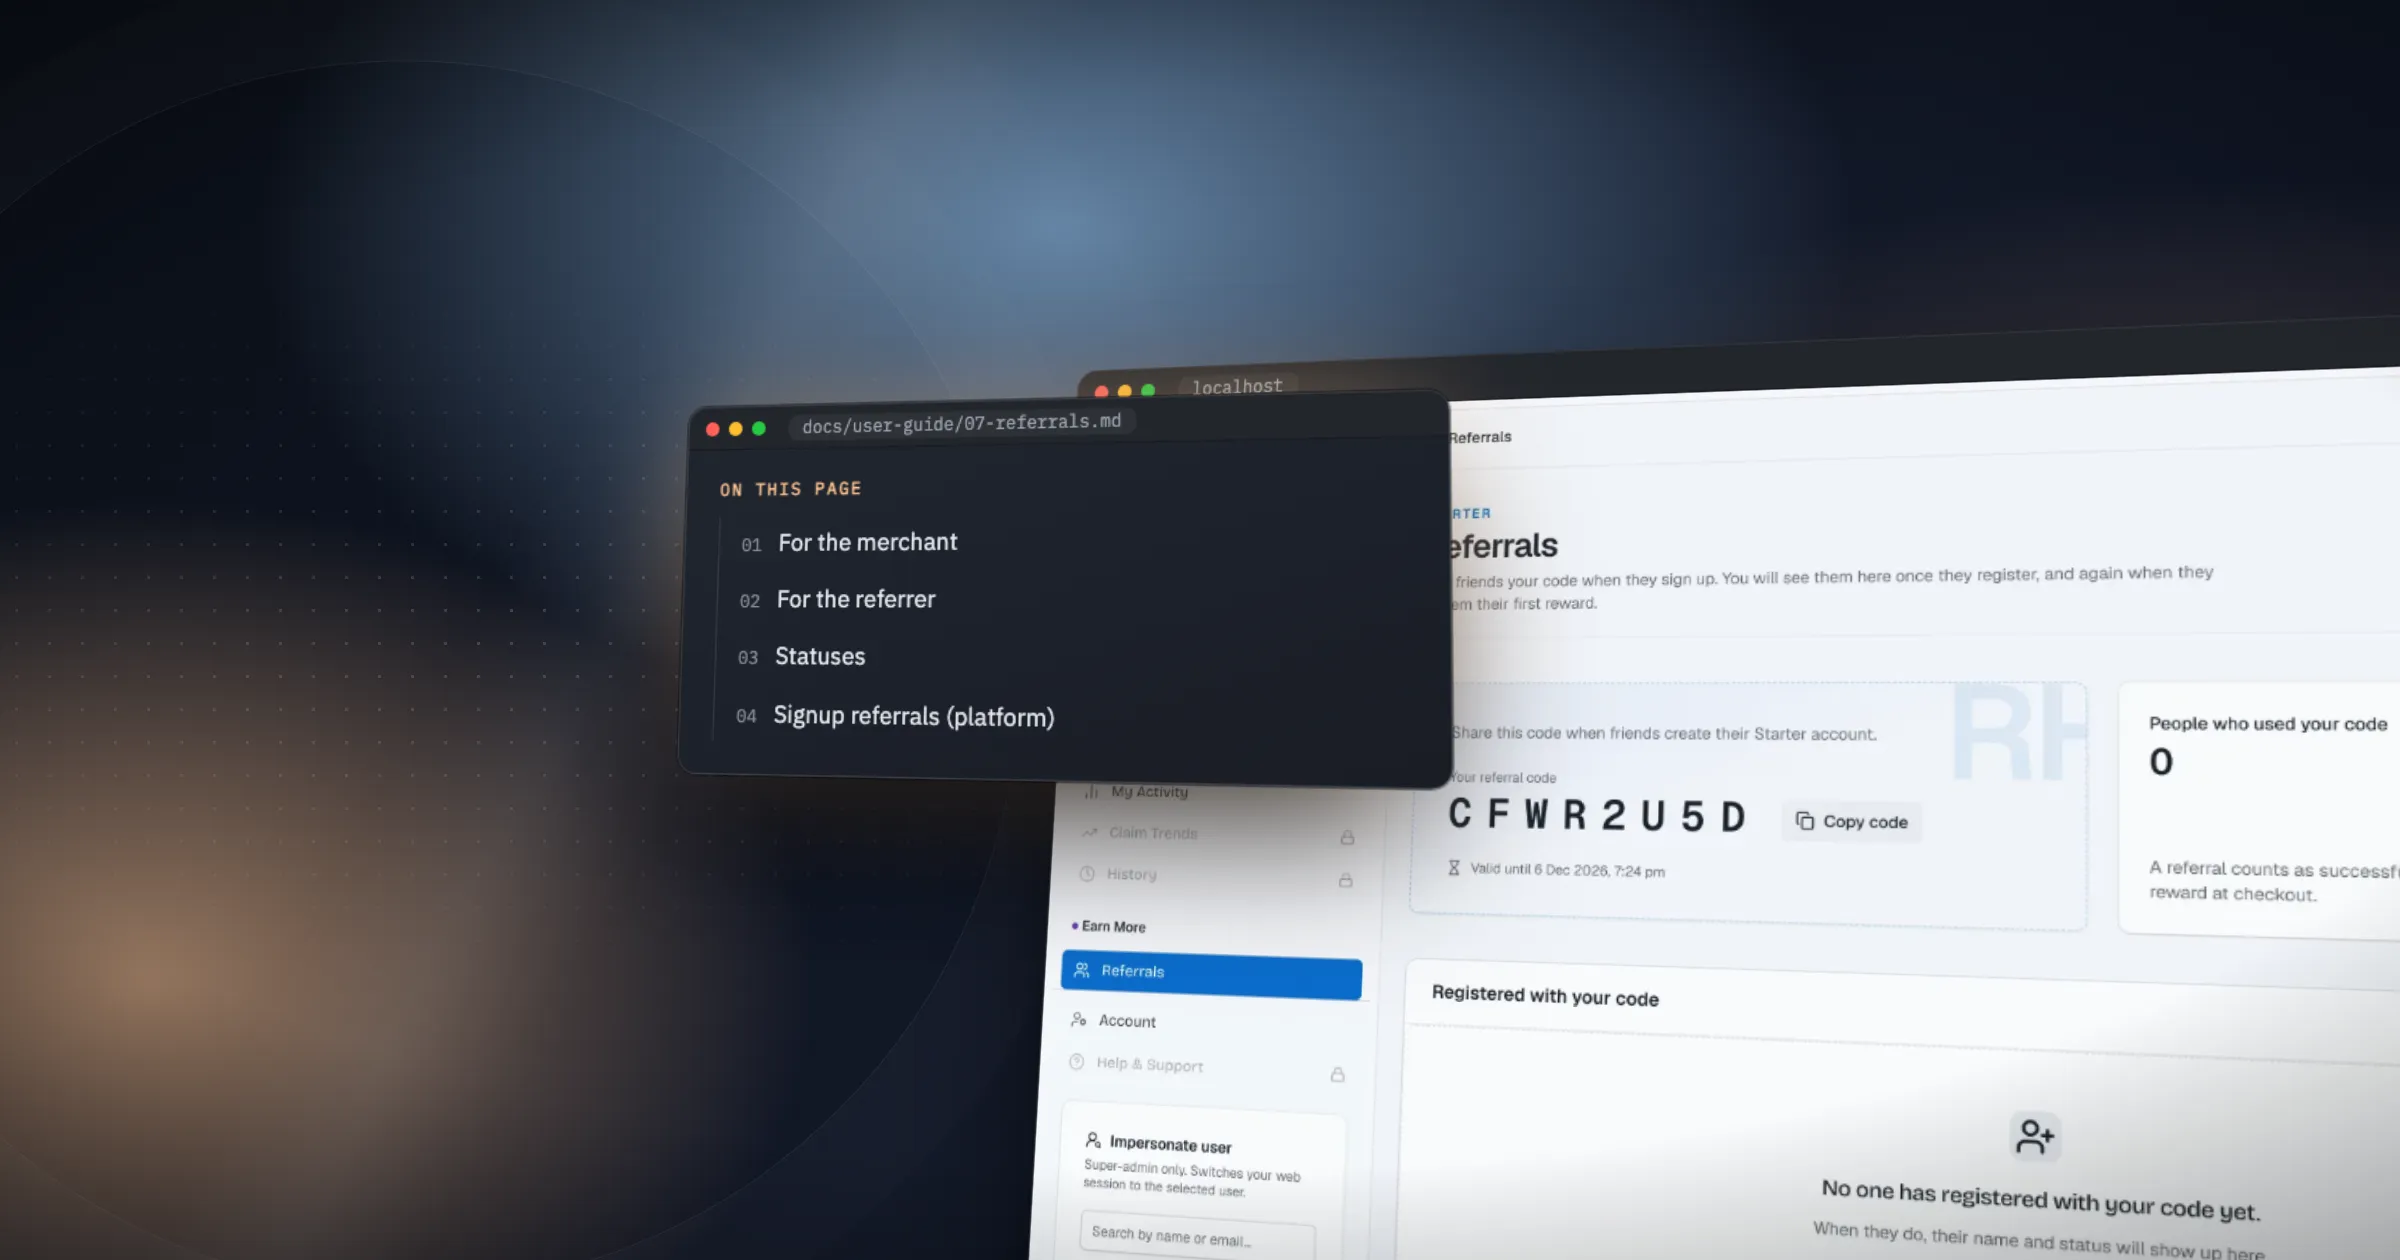 localhost
docs/user-guide/07-referrals.md
ON THIS PAGE
01 For the merchant
02 For the referrer
03 Statuses
04 Signup referrals (platform)
Referrals
RTER
eferrals
friends your code when they sign up. You will see them here once they register, and again when they
em their first reward.
Share this code when friends create their Starter account.
Your referral code
CFWR2U5D
Copy code
Valid until 6 Dec 2026, 7:24 pm
People who used your code
0
A referral counts as successf
reward at checkout.
My Activity
Claim Trends
History
Earn More
Referrals
Account
Help & Support
Impersonate user
Super-admin only. Switches your web
session to the selected user.
Search by name or email...
Registered with your code
No one has registered with your code yet.
When they do, their name and status will show up here